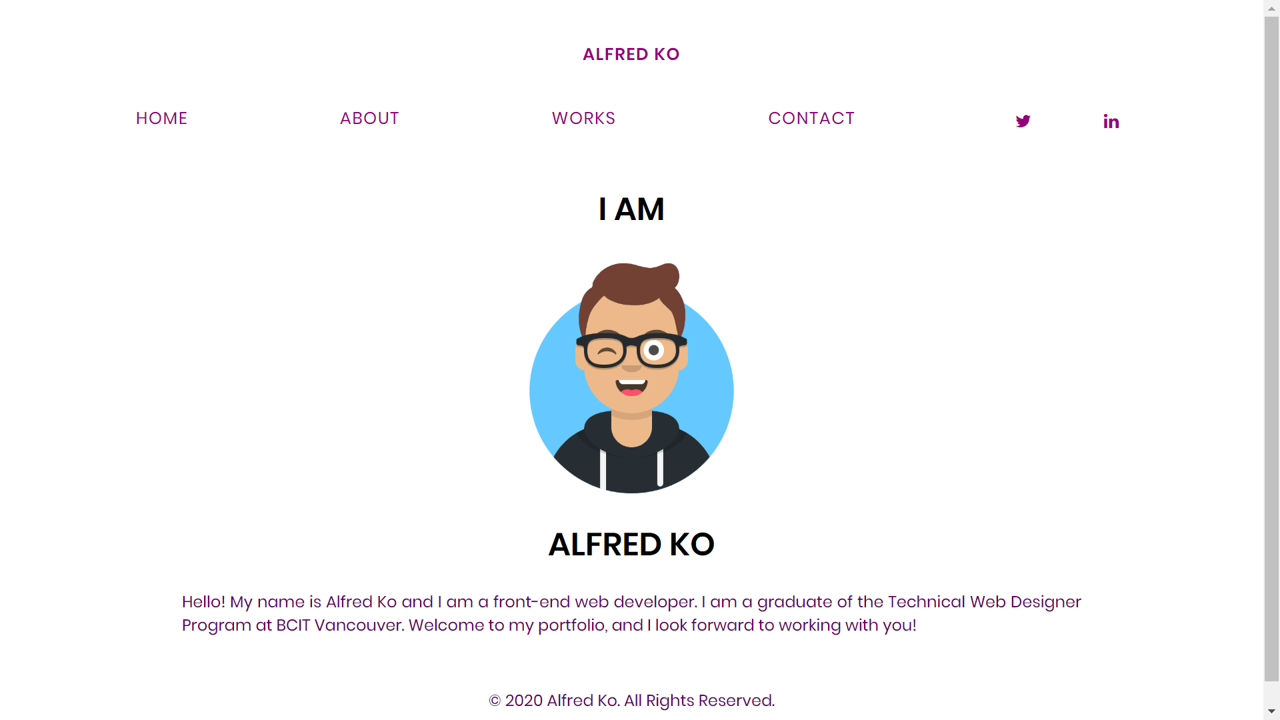 ALFRED KO
HOME ABOUT WORKS CONTACT
I AM
ALFRED KO
Hello! My name is Alfred Ko and I am a front-end web developer. I am a graduate of the Technical Web Designer
Program at BCIT Vancouver. Welcome to my portfolio, and I look forward to working with you!
© 2020 Alfred Ko. All Rights Reserved.